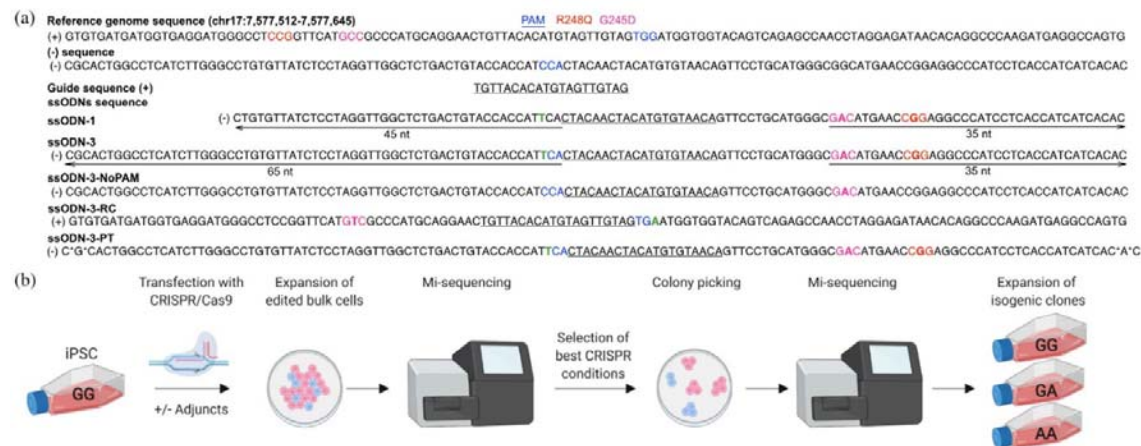 (a) Reference genome sequence (chr17:7,577,512-7,577,645) PAM R248Q G245D
(+) GTGTGATGATGGTGAGGATGGGCCTCCGGTTCATGCCGCCCATGCAGGAACTGTTACACATGTAGTTGTAGTGGATGGTGGTACAGTCAGAGCCAACCTAGGAGATAACACAGGCCCAAGATGAGGCCAGTG
(-) sequence
(-) CGCACTGGCCTCATCTTGGGCCTGTGTTATCTCCTAGGTTGGCTCTGACTGTACCACCATCCACTACAACTACATGTGTAACAGTTCCTGCATGGGCGGCATGAACCGGAGGCCCATCCTCACCATCATCACAC
Guide sequence (+) TGTTACACATGTAGTTGTAG
ssODNs sequence
ssODN-1 (-) CTGTGTTATCTCCTAGGTTGGCTCTGACTGTACCACCATTCACTACAACTACATGTGTAACAGTTCCTGCATGGGCGACATGAACCGGAGGCCCATCCTCACCATCATCACAC
45 nt 35 nt
ssODN-3
(-) CGCACTGGCCTCATCTTGGGCCTGTGTTATCTCCTAGGTTGGCTCTGACTGTACCACCATTCACTACAACTACATGTGTAACAGTTCCTGCATGGGCGACATGAACCGGAGGCCCATCCTCACCATCATCACAC
65 nt 35 nt
ssODN-3-NoPAM
(-) CGCACTGGCCTCATCTTGGGCCTGTGTTATCTCCTAGGTTGGCTCTGACTGTACCACCATCCACTACAACTACATGTGTAACAGTTCCTGCATGGGCGACATGAACCGGAGGCCCATCCTCACCATCATCACAC
ssODN-3-RC
(+) GTGTGATGATGGTGAGGATGGGCCTCCGGTTCATGTCGCCCATGCAGGAACTGTTACACATGTAGTTGTAGTGAATGGTGGTACAGTCAGAGCCAACCTAGGAGATAACACAGGCCCAAGATGAGGCCAGTG
ssODN-3-PT
(-) C*G*CACTGGCCTCATCTTGGGCCTGTGTTATCTCCTAGGTTGGCTCTGACTGTACCACCATTCACTACAACTACATGTGTAACAGTTCCTGCATGGGCGACATGAACCGGAGGCCCATCCTCACCATCATCAC*A*C
(b)
Transfection with CRISPR/Cas9
Expansion of edited bulk cells
Mi-sequencing
Colony picking
Mi-sequencing
Expansion of isogenic clones
iPSC
GG
+/- Adjuncts
Selection of best CRISPR conditions
GG
GA
AA